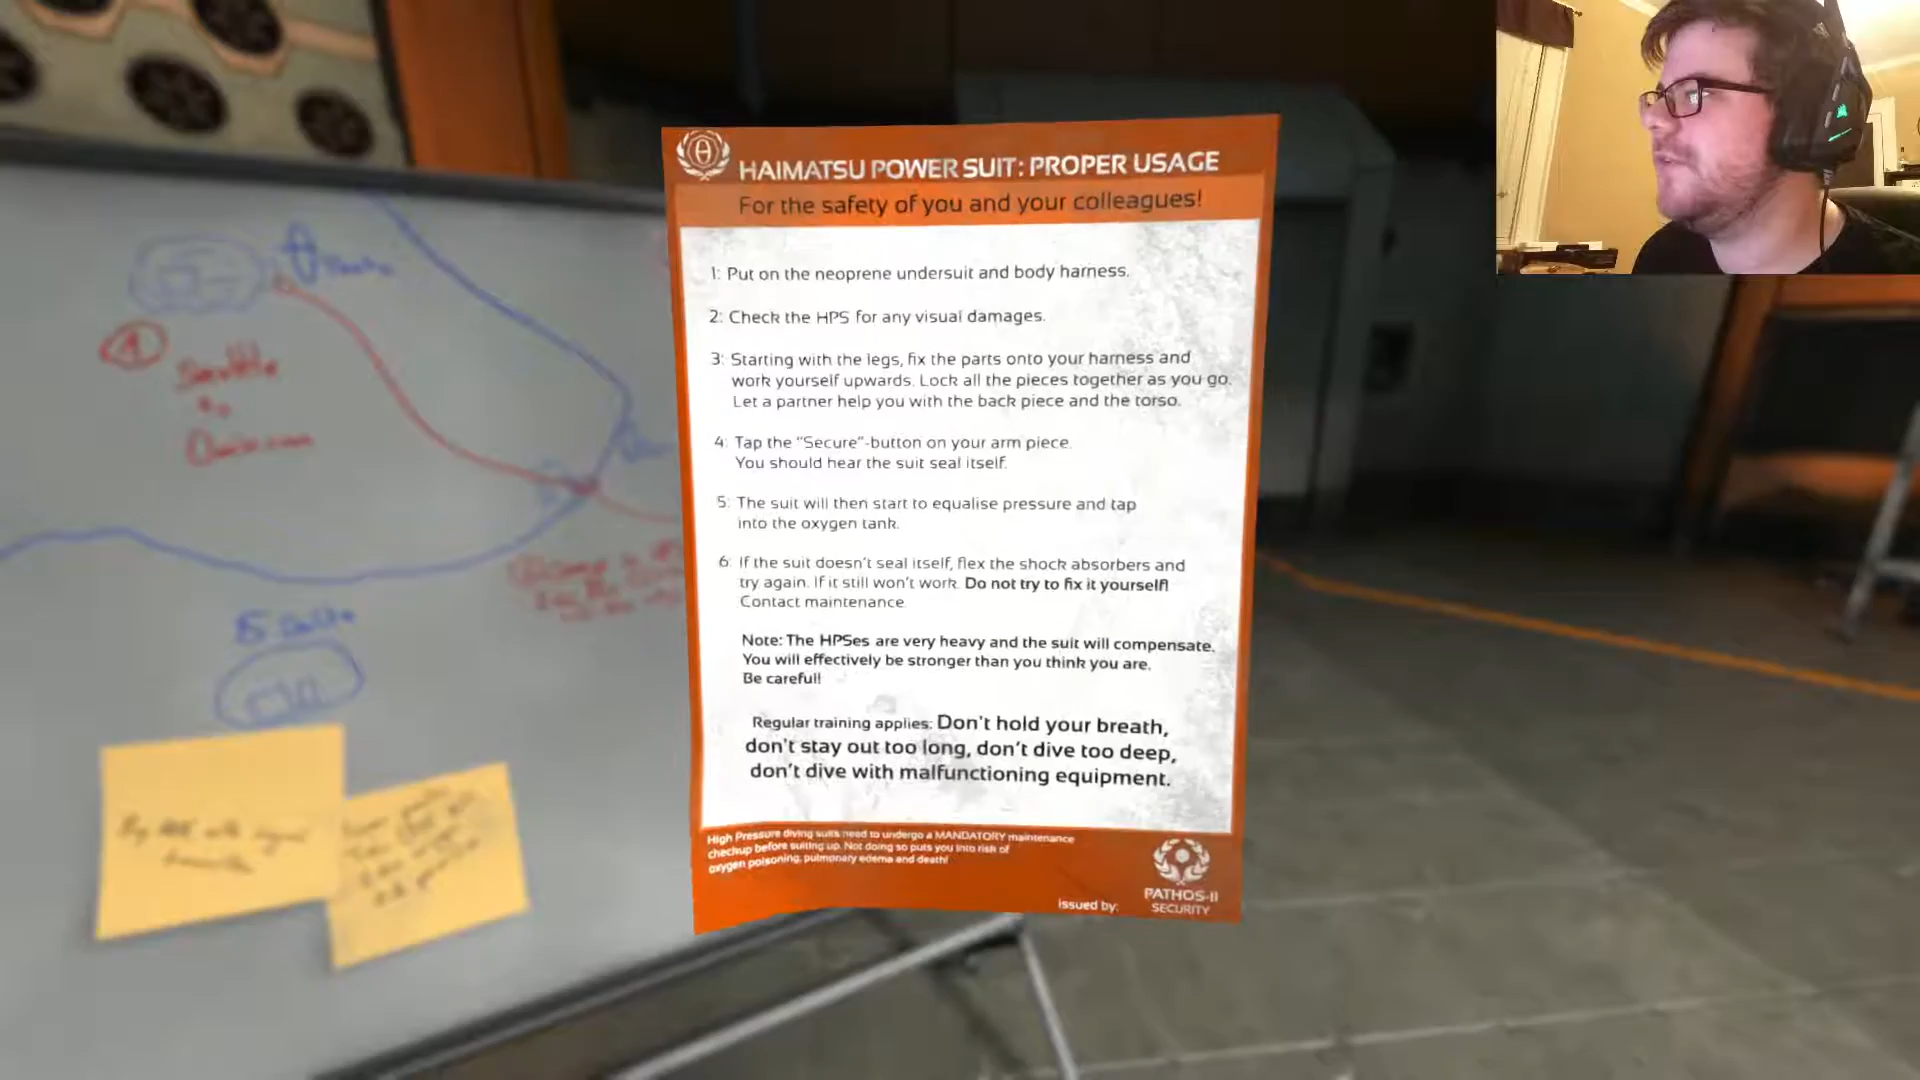 HAIMATSU POWER SUIT: PROPER USAGE
For the safety of you and your colleagues!
1: Put on the neoprene undersuit and body harness.
2: Check the HPS for any visual damages.
3: Starting with the legs, fix the parts onto your harness and
work yourself upwards. Lock all the pieces together as you go.
Let a partner help you with the back piece and the torso.
4: Tap the "Secure"-button on your arm piece.
You should hear the suit seal itself.
5: The suit will then start to equalise pressure and tap
into the oxygen tank.
6: If the suit doesn't seal itself, flex the shock absorbers and
try again. If it still won't work. Do not try to fix it yourself!
Contact maintenance.
Note: The HPSes are very heavy and the suit will compensate.
You will effectively be stronger than you think you are.
Be careful!
Regular training applies: Don't hold your breath,
don't stay out too long, don't dive too deep,
don't dive with malfunctioning equipment.
High Pressure diving suits need to undergo a MANDATORY maintenance
checkup before suiting up. Not doing so puts you into risk of
oxygen poisoning, pulmonary edema and death!
Issued by:
PATHOS-II
SECURITY